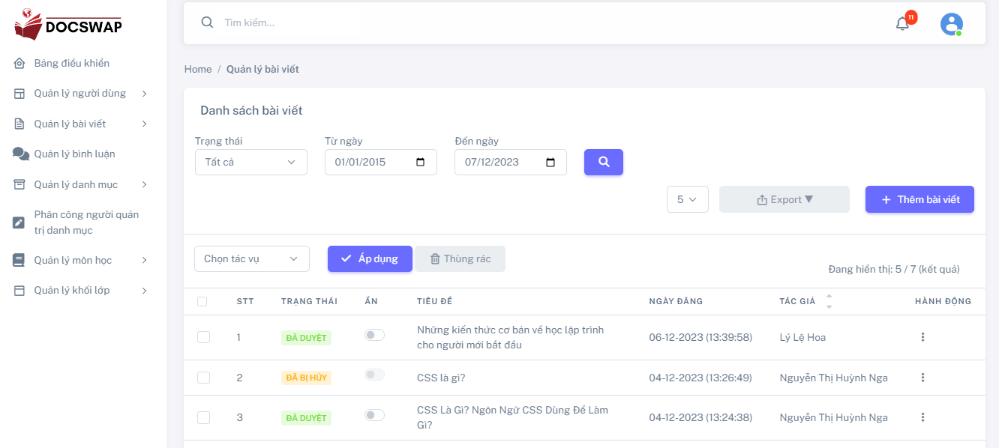 DOCSWAP
Bảng điều khiển
Quản lý người dùng
Quản lý bài viết
Quản lý bình luận
Quản lý danh mục
Phân công người quản
trị danh mục
Quản lý môn học
Quản lý khối lớp
Tìm kiếm...
11
Home / Quản lý bài viết
Danh sách bài viết
Trạng thái Từ ngày Đến ngày
Tất cả 01/01/2015 07/12/2023
5 Export ▼ + Thêm bài viết
Chọn tác vụ Áp dụng Thùng rác
Đang hiển thị: 5 / 7 (kết quả)
STT TRẠNG THÁI ẨN TIÊU ĐỀ NGÀY ĐĂNG TÁC GIẢ HÀNH ĐỘNG
1 ĐÃ DUYỆT Những kiến thức cơ bản về học lập trình 06-12-2023 (13:39:58) Lý Lệ Hoa
cho người mới bắt đầu
2 ĐÃ BỊ HỦY CSS là gì? 04-12-2023 (13:26:49) Nguyễn Thị Huỳnh Nga
3 ĐÃ DUYỆT CSS Là Gì? Ngôn Ngữ CSS Dùng Để Làm 04-12-2023 (13:24:38) Nguyễn Thị Huỳnh Nga
Gì?